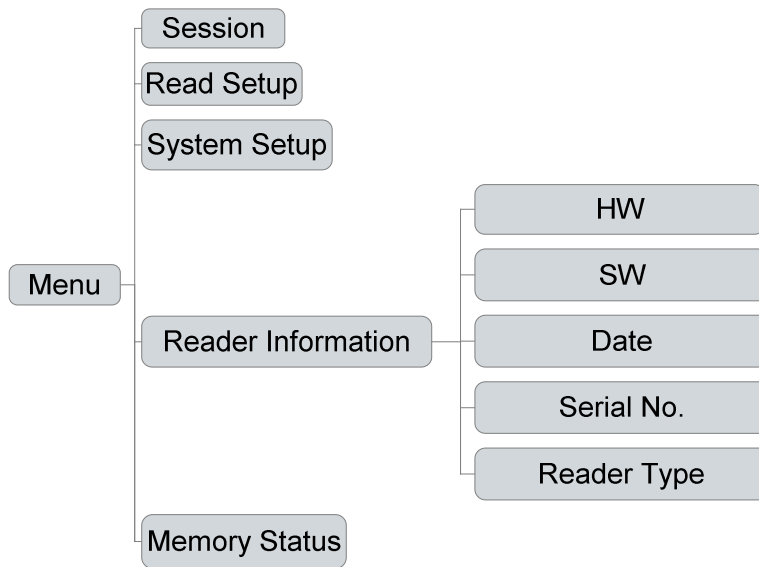 Session
Read Setup
System Setup
Menu
Reader Information
HW
SW
Date
Serial No.
Reader Type
Memory Status